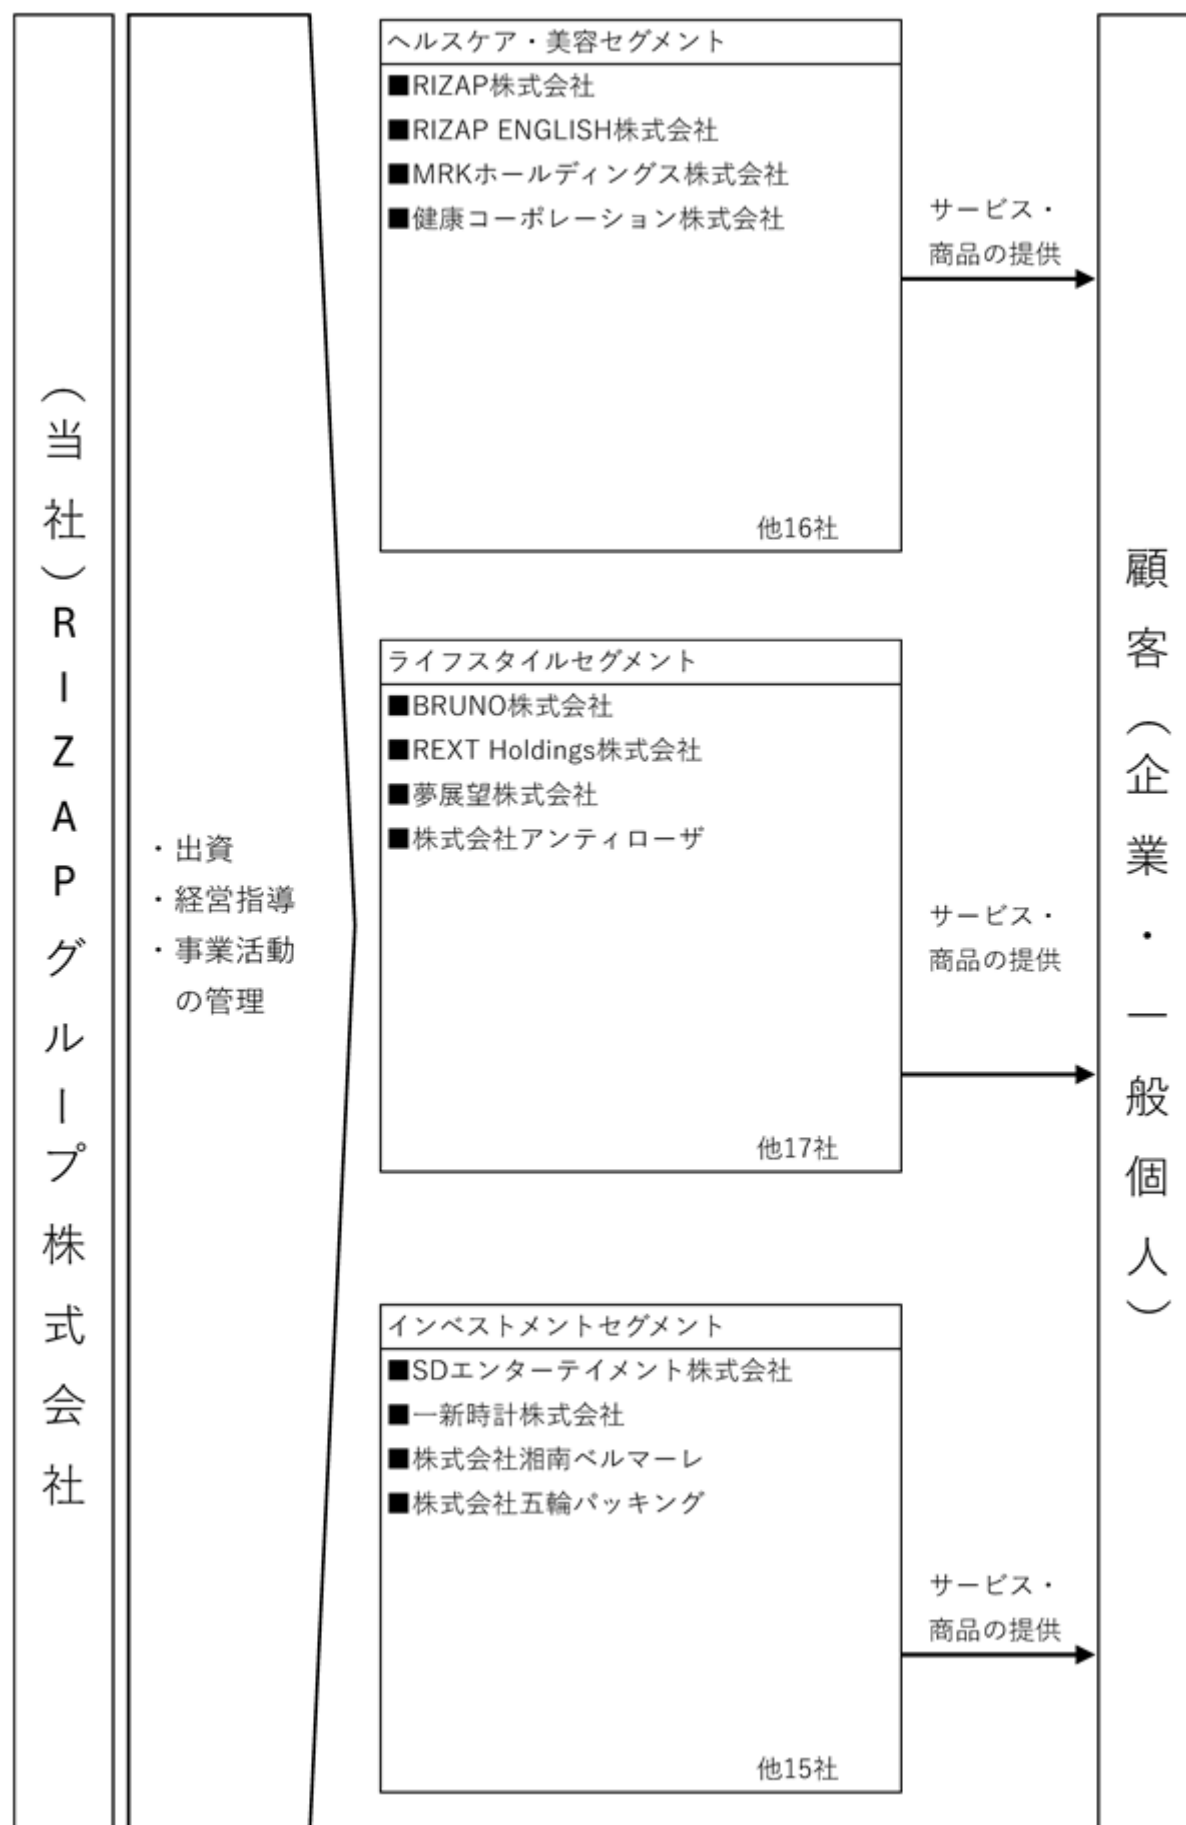 （当社）RIZAPグループ株式会社
・出資
・経営指導
・事業活動
の管理
ヘルスケア・美容セグメント
■RIZAP株式会社
■RIZAP ENGLISH株式会社
■MRKホールディングス株式会社
■健康コーポレーション株式会社
他16社
サービス・
商品の提供
ライフスタイルセグメント
■BRUNO株式会社
■REXT Holdings株式会社
■夢展望株式会社
■株式会社アンティローザ
他17社
サービス・
商品の提供
インベストメントセグメント
■SDエンターテイメント株式会社
■一新時計株式会社
■株式会社湘南ベルマーレ
■株式会社五輪パッキング
他15社
サービス・
商品の提供
顧客（企業・一般個人）